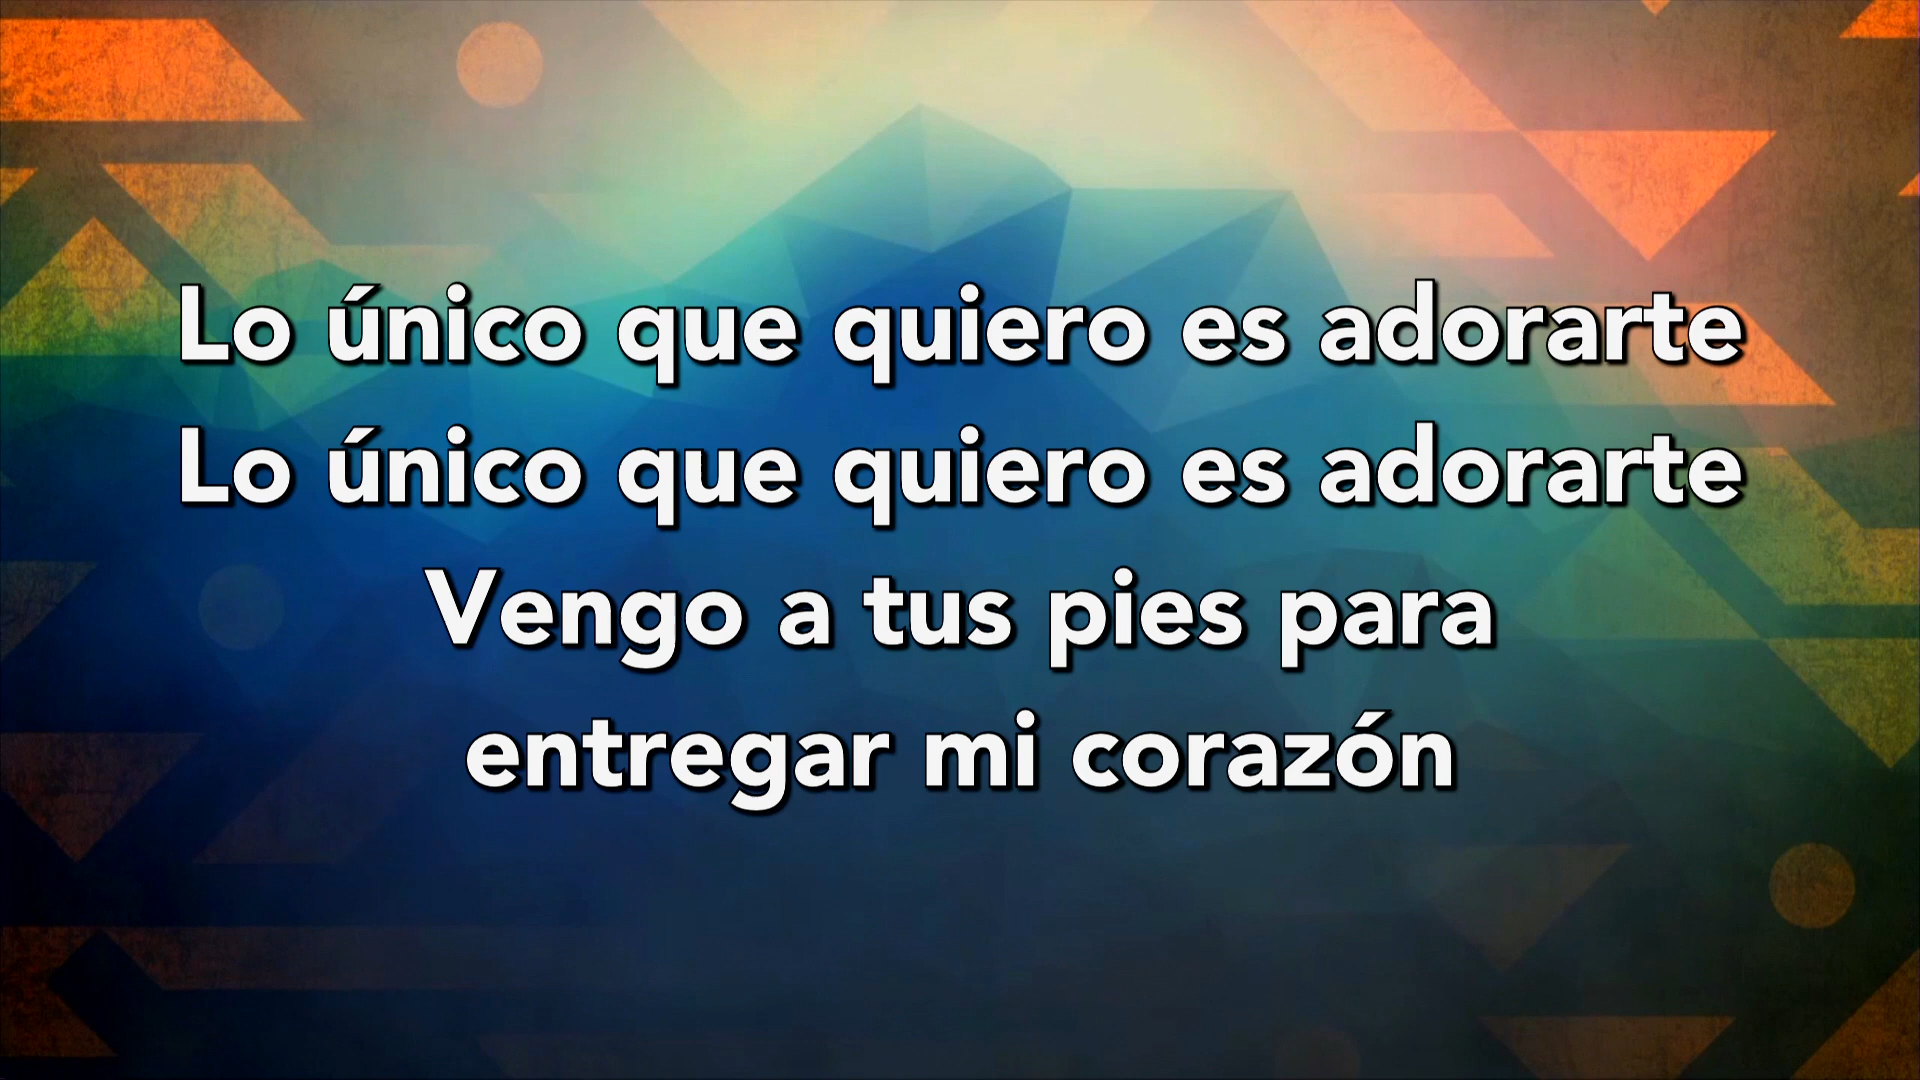 Lo único que quiero es adorarte
Lo único que quiero es adorarte
Vengo a tus pies para
entregar mi corazón